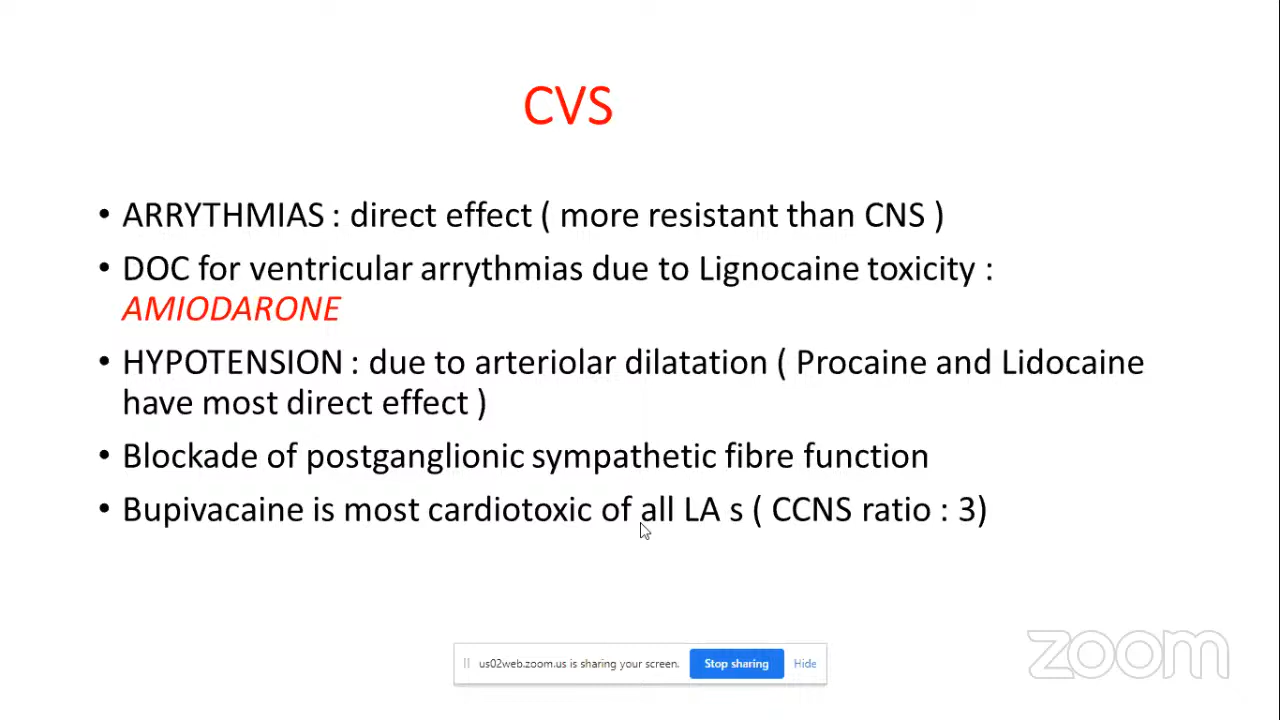 CVS
• ARRYTHMIAS : direct effect ( more resistant than CNS )
• DOC for ventricular arrythmias due to Lignocaine toxicity :
AMIODARONE
• HYPOTENSION : due to arteriolar dilatation ( Procaine and Lidocaine
have most direct effect )
• Blockade of postganglionic sympathetic fibre function
• Bupivacaine is most cardiotoxic of all LA s ( CCNS ratio : 3)
us02web.zoom.us is sharing your screen. Stop sharing Hide
zoom